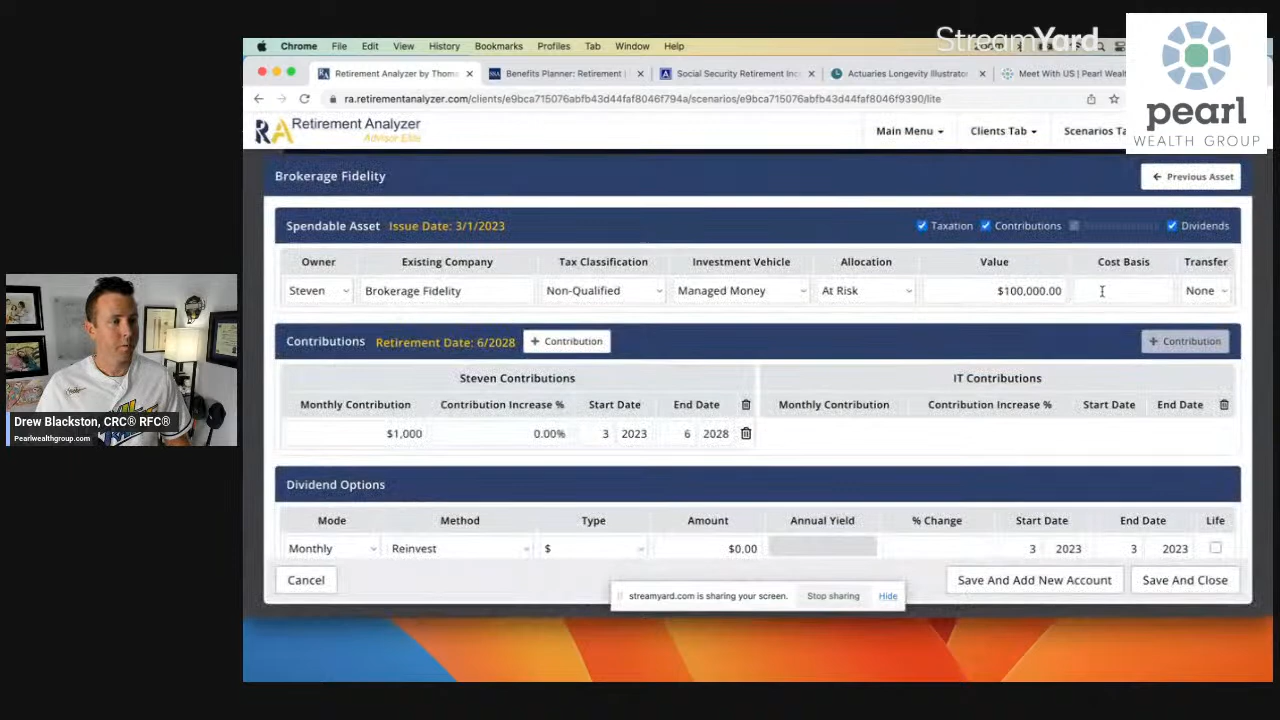 StreamYard
pearl
WEALTH GROUP
Chrome File Edit View History Bookmarks Profiles Tab Window Help
Retirement Analyzer by Thom
Benefits Planner: Retirement
Social Security Retirement Inc
Actuaries Longevity Illustrator
Meet With US | Pearl Wealt
ra.retirementanalyzer.com/clients/e9bca715076abfb43d44faf8046f794a/scenarios/e9bca715076abfb43d44faf8046f9390/lite
RA Retirement Analyzer
Advisor Elite
Main Menu Clients Tab Scenarios Ta
Brokerage Fidelity
Previous Asset
Spendable Asset Issue Date: 3/1/2023
Taxation Contributions Dividends
Owner Existing Company Tax Classification Investment Vehicle Allocation Value Cost Basis Transfer
Steven Brokerage Fidelity Non-Qualified Managed Money At Risk $100,000.00 None
Contributions Retirement Date: 6/2028 + Contribution
+ Contribution
Steven Contributions
IT Contributions
Monthly Contribution Contribution Increase % Start Date End Date
Monthly Contribution Contribution Increase % Start Date End Date
$1,000 0.00% 3 2023 6 2028
Dividend Options
Mode Method Type Amount Annual Yield % Change Start Date End Date Life
Monthly Reinvest $ $0.00 3 2023 3 2023
Cancel
Save And Add New Account
Save And Close
streamyard.com is sharing your screen. Stop sharing Hide
Drew Blackston, CRC® RFC®
Pearlwealthgroup.com